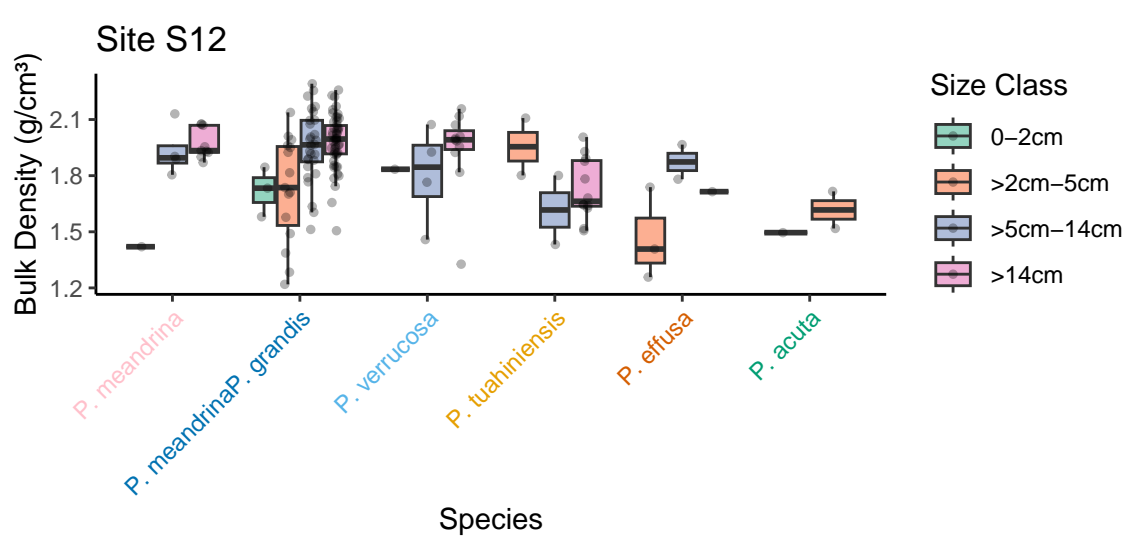 Site S12
Bulk Density (g/cm³)
2.1
1.8
1.5
1.2
P. meandrina
P. meandrinaP. grandis
P. verrucosa
P. tuahiniensis
P. effusa
P. acuta
Species
Size Class
0−2cm
>2cm−5cm
>5cm−14cm
>14cm